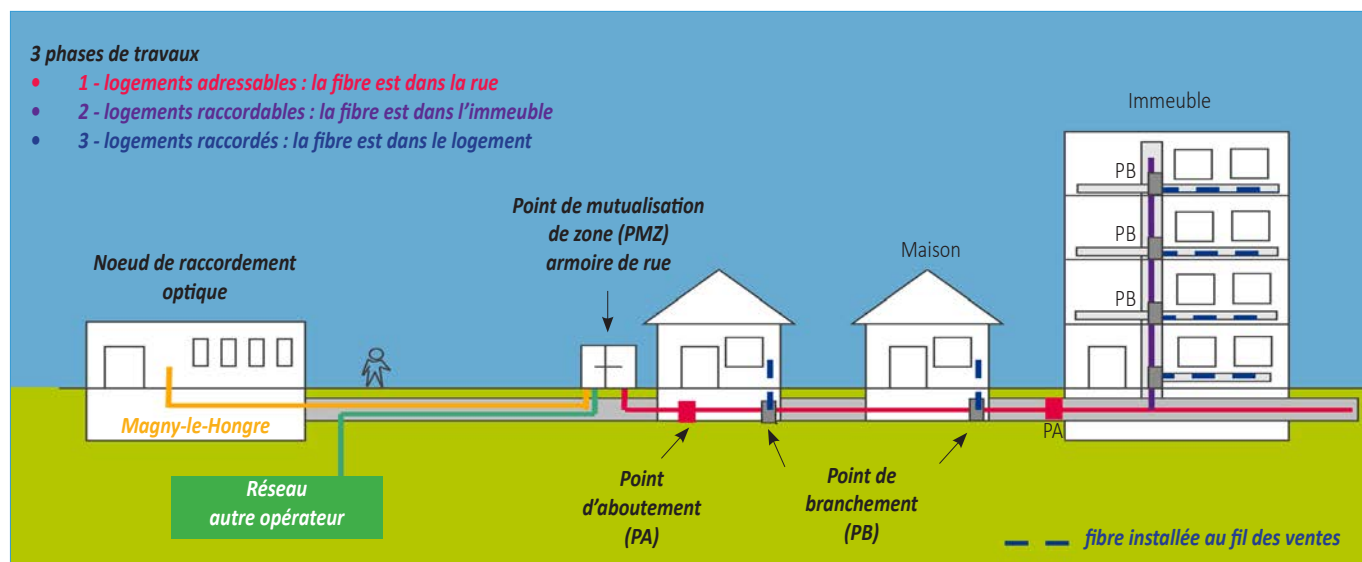 3 phases de travaux
• 1 - logements adressables : la fibre est dans la rue
• 2 - logements raccordables : la fibre est dans l'immeuble
• 3 - logements raccordés : la fibre est dans le logement
Immeuble
PB
PB
PB
Point de mutualisation
de zone (PMZ)
armoire de rue
Maison
Noeud de raccordement
optique
Magny-le-Hongre
PA
Réseau
autre opérateur
Point
d'aboutement
(PA)
Point de
branchement
(PB)
fibre installée au fil des ventes